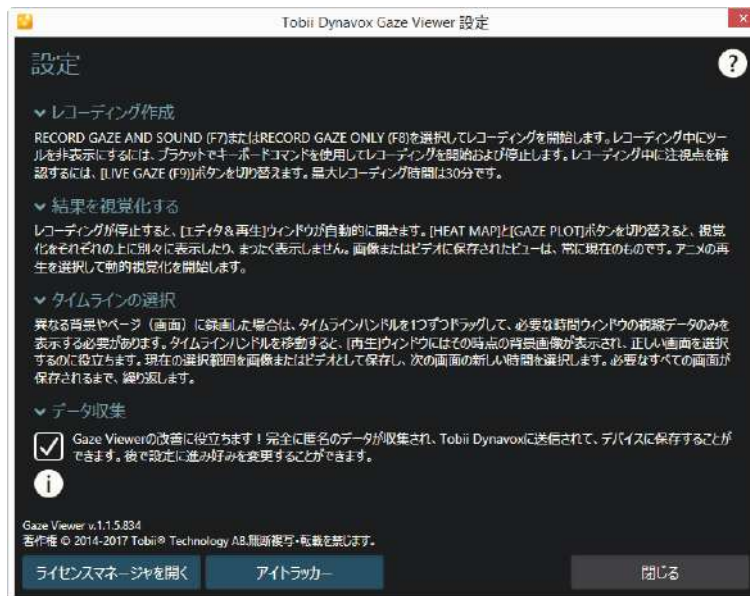 Tobii Dynavox Gaze Viewer 設定
設定
レコーディング作成
RECORD GAZE AND SOUND (F7)またはRECORD GAZE ONLY (F8)を選択してレコーディングを開始します。レコーディング中にツー
ルを非表示にするには、ブラケットでキーボードコマンドを使用してレコーディングを開始および停止します。レコーディング中に注視点を確
認するには、[LIVE GAZE (F9)]ボタンを切り替えます。最大レコーディング時間は30分です。
結果を視覚化する
レコーディングが停止すると、[エディタ&再生]ウィンドウが自動的に開きます。[HEAT MAP]と[GAZE PLOT]ボタンを切り替えると、視覚
化をそれぞれの上に別々に表示したり、まったく表示しません。画像またはビデオに保存されたビューは、常に現在のものです。アニメの再
生を選択して動的視覚化を開始します。
タイムラインの選択
異なる背景やページ（画面）に録画した場合は、タイムラインハンドルを1つずつドラッグして、必要な時間ウィンドウの視線データのみを
表示する必要があります。タイムラインハンドルを移動すると、[再生]ウィンドウにはその時点の背景画像が表示され、正しい画面を選択
するのに役立ちます。現在の選択範囲を画像またはビデオとして保存し、次の画面の新しい時間を選択します。必要なすべての画面が
保存されるまで、繰り返します。
データ収集
Gaze Viewerの改善に役立ちます！完全に匿名のデータが収集され、Tobii Dynavoxに送信されて、デバイスに保存することが
できます。後で設定に進み好みを変更することができます。
Gaze Viewer v.1.1.5.834
著作権 © 2014-2017 Tobii® Technology AB.無断複写・転載を禁じます。
ライセンスマネージャを開く アイトラッカー 閉じる